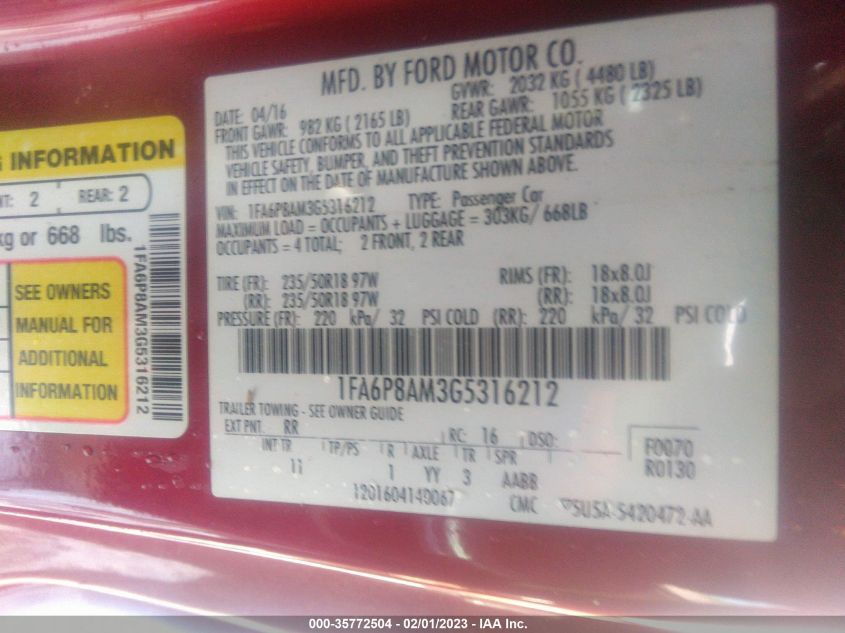 MFD. BY FORD MOTOR CO.
DATE: 04/16 GVWR: 2032 KG ( 4480 LB)
FRONT GAWR: 982 KG ( 2165 LB) REAR GAWR: 1055 KG ( 2325 LB)
THIS VEHICLE CONFORMS TO ALL APPLICABLE FEDERAL MOTOR
VEHICLE SAFETY, BUMPER, AND THEFT PREVENTION STANDARDS
IN EFFECT ON THE DATE OF MANUFACTURE SHOWN ABOVE.
VIN: 1FA6P8AM3G5316212 TYPE: Passenger Car
MAXIMUM LOAD = OCCUPANTS + LUGGAGE = 303KG/ 668LB
OCCUPANTS = 4 TOTAL; 2 FRONT, 2 REAR
TIRE (FR): 235/50R18 97W RIMS (FR): 18x8.0J
(RR): 235/50R18 97W (RR): 18x8.0J
PRESSURE (FR): 220 kPa/ 32 PSI COLD (RR): 220 kPa/ 32 PSI COLD
1FA6P8AM3G5316212
TRAILER TOWING - SEE OWNER GUIDE
EXT PNT: RR RC: 16 DSO: F0070
INT TR TP/PS R AXLE TR SPR R0130
11 1 YY 3 AABB
1201604140067 CMC 5U5A-5420472-AA
INFORMATION
2 REAR: 2
kg or 668 lbs.
SEE OWNERS
MANUAL FOR
ADDITIONAL
INFORMATION
1FA6P8AM3G5316212
000-35772504 - 02/01/2023 - IAA Inc.